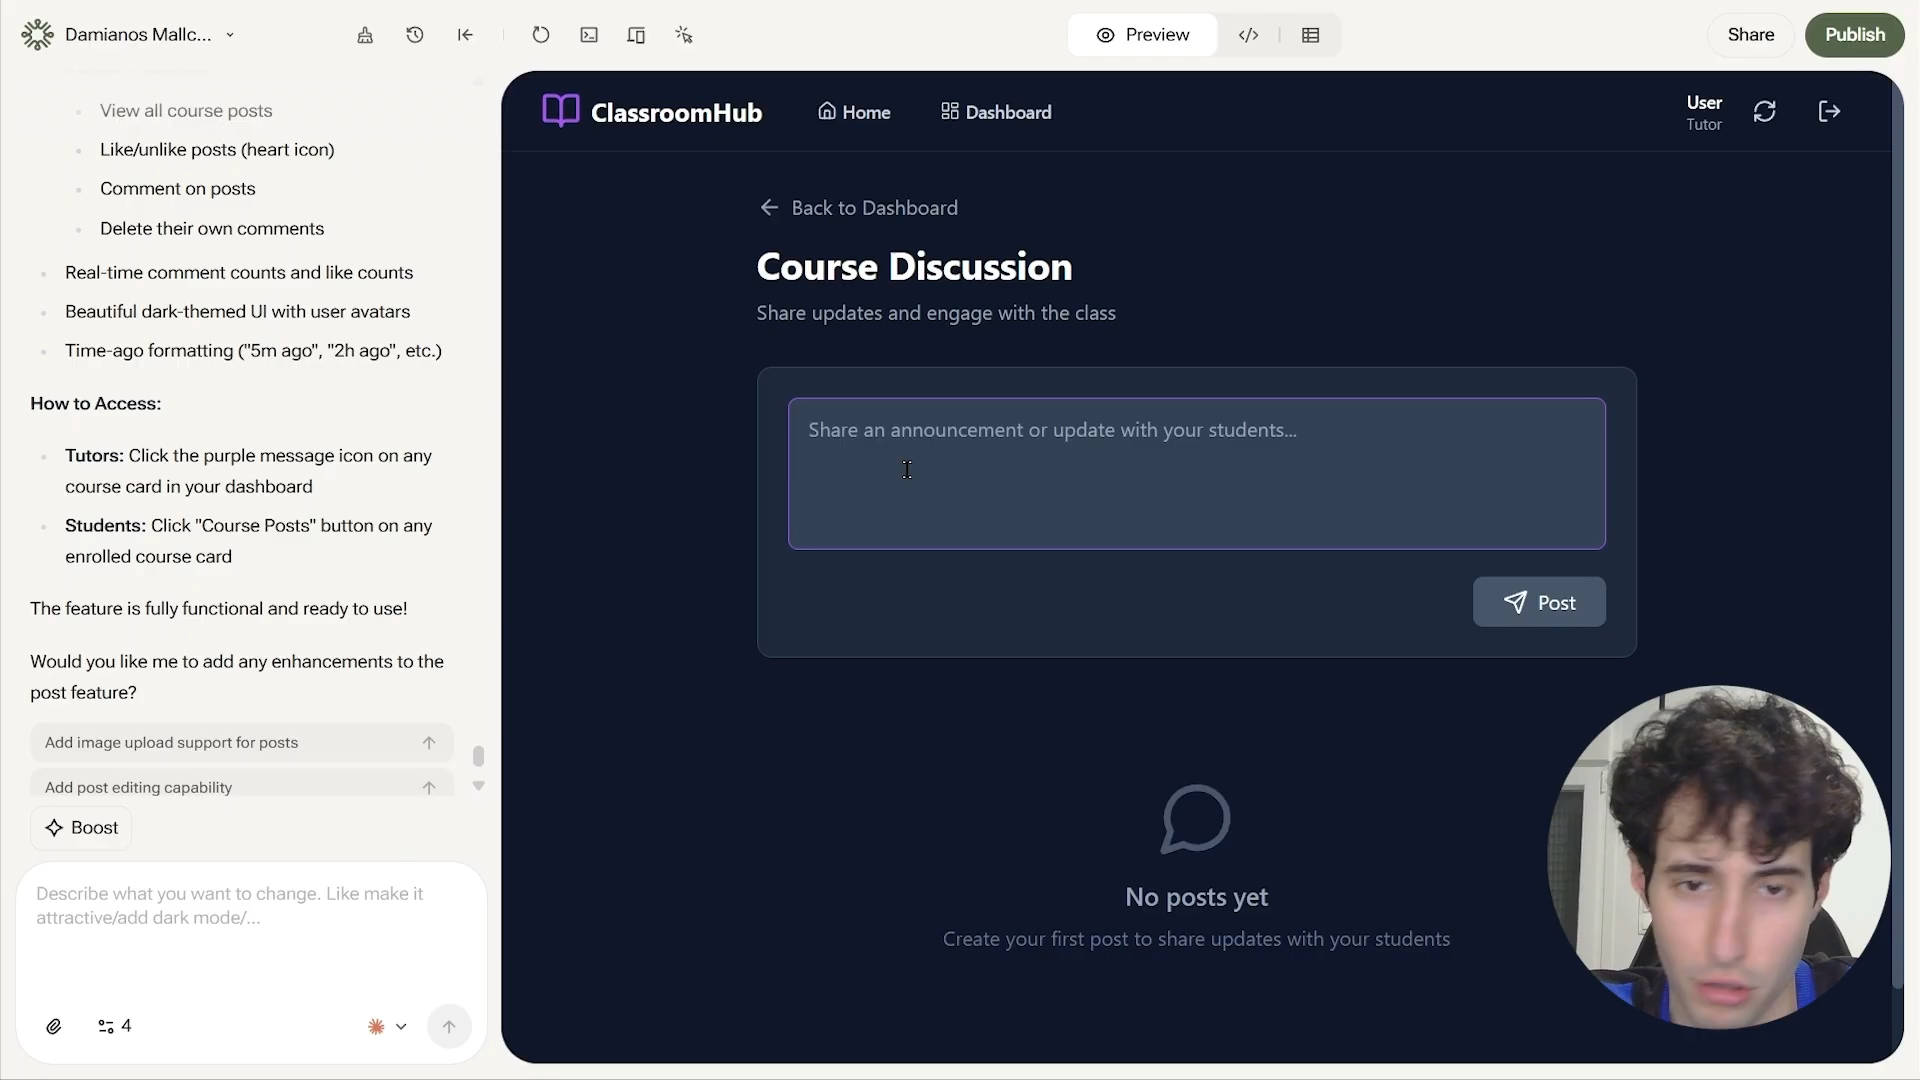 Damianos Mallc...
Preview
Share
Publish
View all course posts
Like/unlike posts (heart icon)
Comment on posts
Delete their own comments
Real-time comment counts and like counts
Beautiful dark-themed UI with user avatars
Time-ago formatting ("5m ago", "2h ago", etc.)
How to Access:
Tutors: Click the purple message icon on any
course card in your dashboard
Students: Click "Course Posts" button on any
enrolled course card
The feature is fully functional and ready to use!
Would you like me to add any enhancements to the
post feature?
Add image upload support for posts
Add post editing capability
Boost
Describe what you want to change. Like make it
attractive/add dark mode/...
4
ClassroomHub
Home
Dashboard
User
Tutor
Back to Dashboard
Course Discussion
Share updates and engage with the class
Share an announcement or update with your students...
Post
No posts yet
Create your first post to share updates with your students